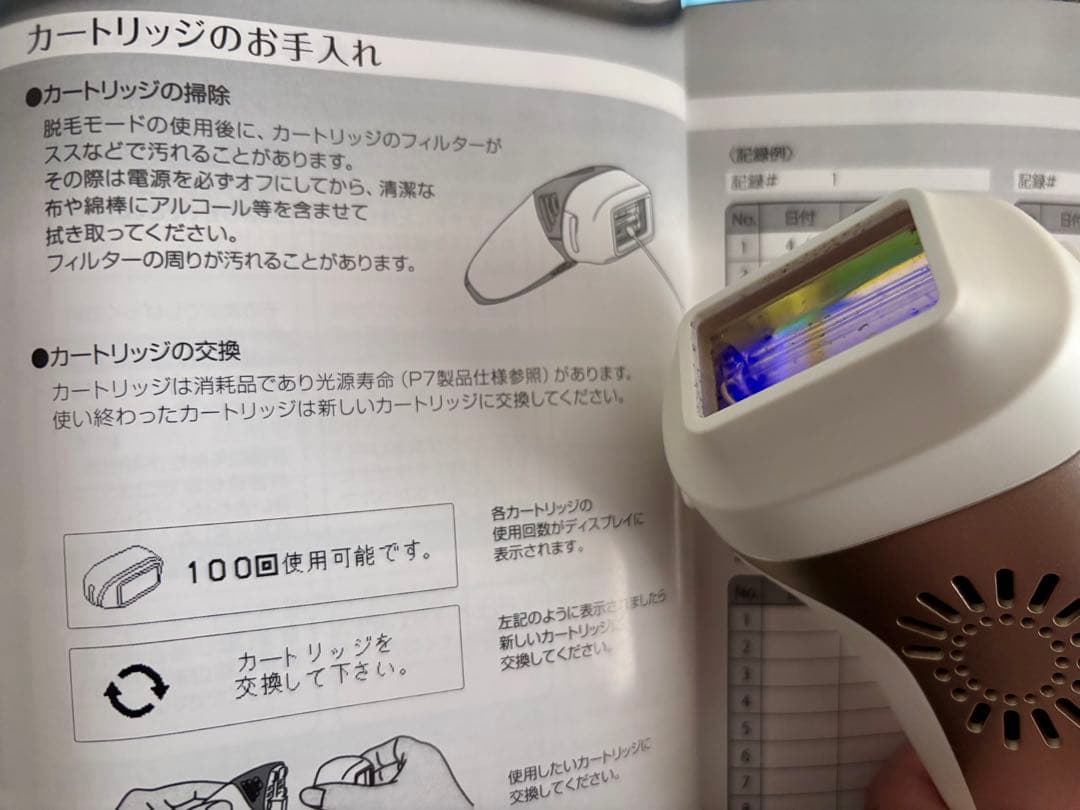 カートリッジのお手入れ
●カートリッジの掃除
脱毛モードの使用後に、カートリッジのフィルターが
ススなどで汚れることがあります。
その際は電源を必ずオフにしてから、清潔な
布や綿棒にアルコール等を含ませて
拭き取ってください。
フィルターの周りが汚れることがあります。
●カートリッジの交換
カートリッジは消耗品であり光源寿命（P7製品仕様参照）があります。
使い終わったカートリッジは新しいカートリッジに交換してください。
100回使用可能です。
各カートリッジの
使用回数がディスプレイに
表示されます。
カートリッジを
交換して下さい。
左記のように表示されましたら
新しいカートリッジに
交換してください。
使用したいカートリッジに
交換してください。
〈記録例〉
記録# 1
記録#
No. 日付
日付
1 4
No.
1
2
3
4
5
6
7
8